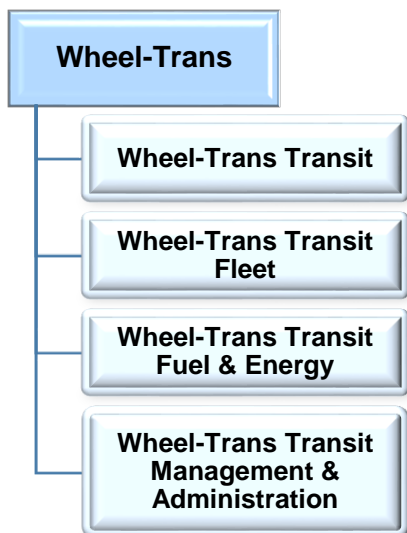 Wheel-Trans
Wheel-Trans Transit
Wheel-Trans Transit
Fleet
Wheel-Trans Transit
Fuel & Energy
Wheel-Trans Transit
Management &
Administration